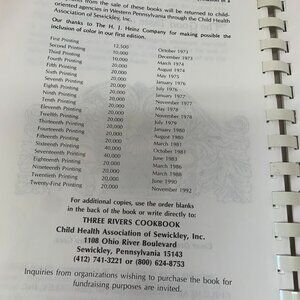 from the sale of these books will be returned to child-
oriented agencies in Western Pennsylvania through the Child Health
Association of Sewickley, Inc.
Our thanks to The H. J. Heinz Company for making possible the
inclusion of color in our first edition.
First Printing
Second Printing 12,500 October 1973
Third Printing 10,000 December 1973
Fourth Printing 10,000 March 1974
Fifth Printing 20,000 August 1974
Sixth Printing 20,000 May 1975
Seventh Printing 20,000 January 1976
Eighth Printing 20,000 July 1976
Ninth Printing 20,000 January 1977
Tenth Printing 20,000 November 1977
Eleventh Printing 20,000 November 1978
Twelfth Printing 20,000 July 1979
Thirteenth Printing 20,000 January 1980
Fourteenth Printing 20,000 August 1980
Fifteenth Printing 20,000 March 1981
Sixteenth Printing 20,000 October 1981
Seventeenth Printing 40,000 June 1983
Eighteenth Printing 40,000 March 1986
Nineteenth Printing 20,000 March 1988
Twentieth Printing 20,000 June 1990
Twenty-First Printing 20,000 November 1992
For additional copies, use the order blanks
in the back of the book or write directly to:
THREE RIVERS COOKBOOK
Child Health Association of Sewickley, Inc.
1108 Ohio River Boulevard
Sewickley, Pennsylvania 15143
(412) 741-3221 or (800) 624-8753
Inquiries from organizations wishing to purchase the book for
fundraising purposes are invited.